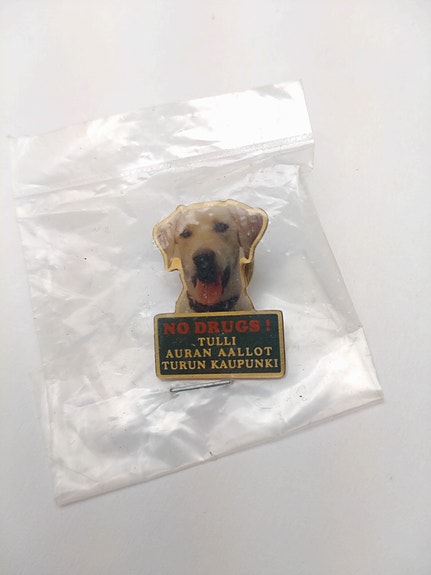 NO DRUGS !
TULLI
AURAN AALLOT
TURUN KAUPUNKI